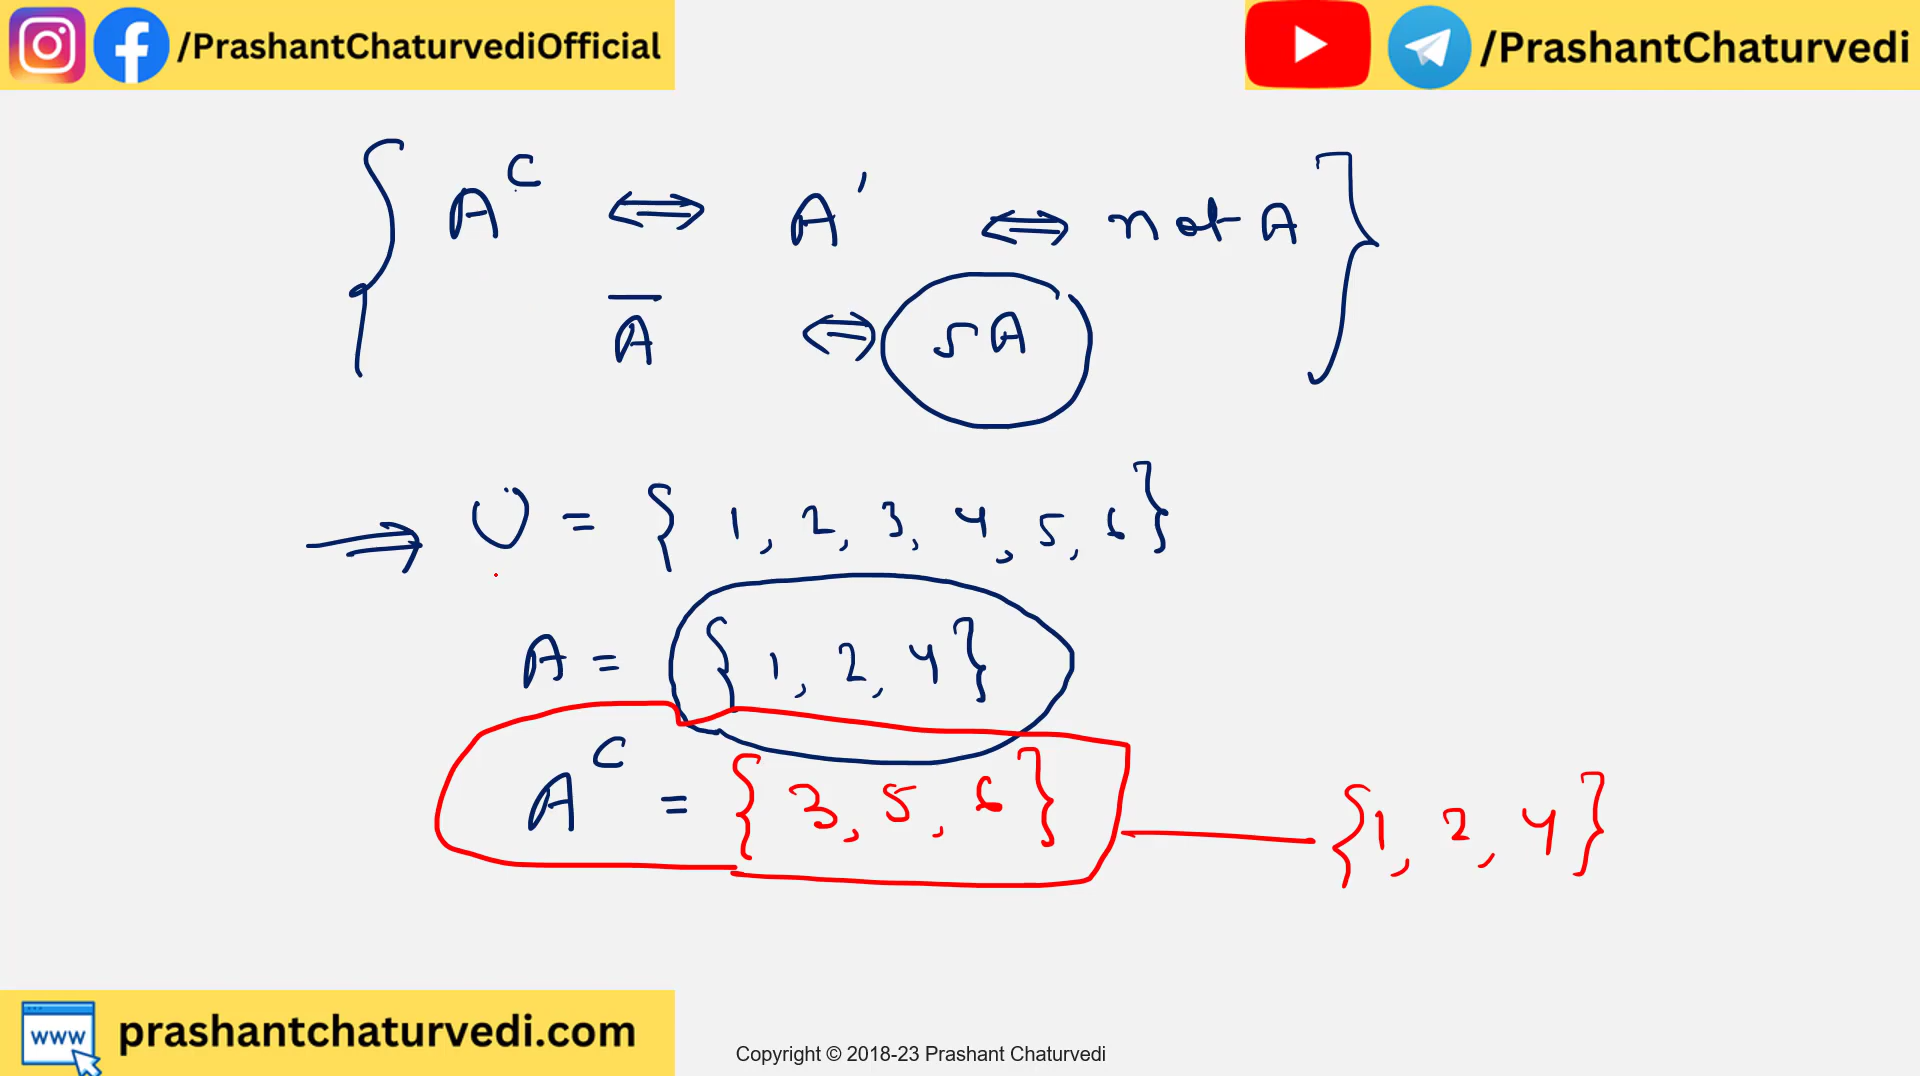 /PrashantChaturvediOfficial
/PrashantChaturvedi
{ A^C ⇔ A' ⇔ not A }
A̅ ⇔ ᔕA
⇒ U = { 1, 2, 3, 4, 5, 6 }
A = { 1, 2, 4 }
A^C = { 3, 5, 6 } — { 1, 2, 4 }
www prashantchaturvedi.com
Copyright © 2018-23 Prashant Chaturvedi